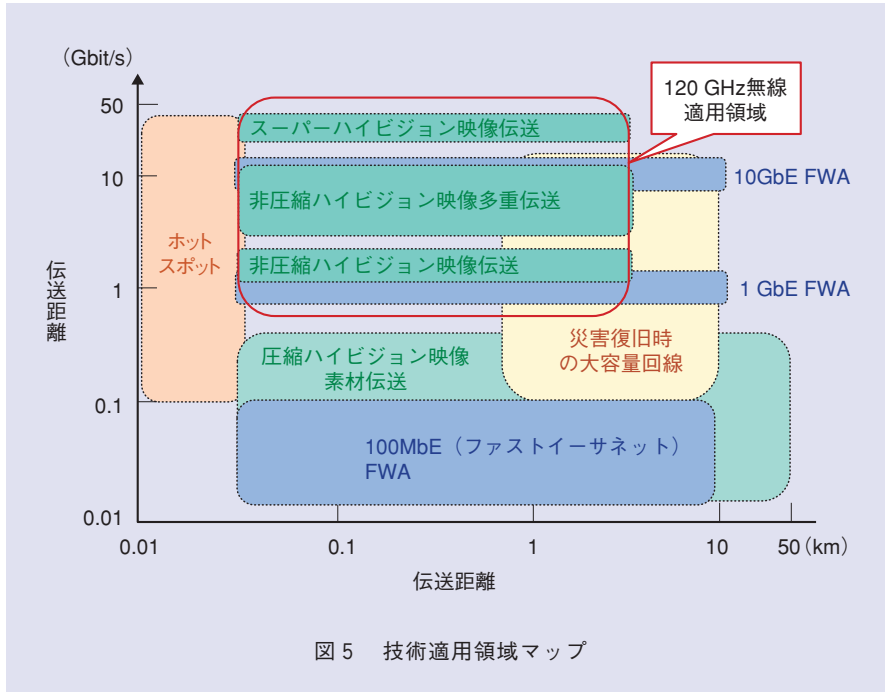 (Gbit/s)
50
10
1
0.1
0.01
伝送距離
120 GHz無線
適用領域
スーパーハイビジョン映像伝送
10GbE FWA
非圧縮ハイビジョン映像多重伝送
ホット
スポット
非圧縮ハイビジョン映像伝送
1 GbE FWA
災害復旧時
の大容量回線
圧縮ハイビジョン映像
素材伝送
100MbE(ファストイーサネット)
FWA
0.01
0.1
1
10
50(km)
伝送距離
図5 技術適用領域マップ